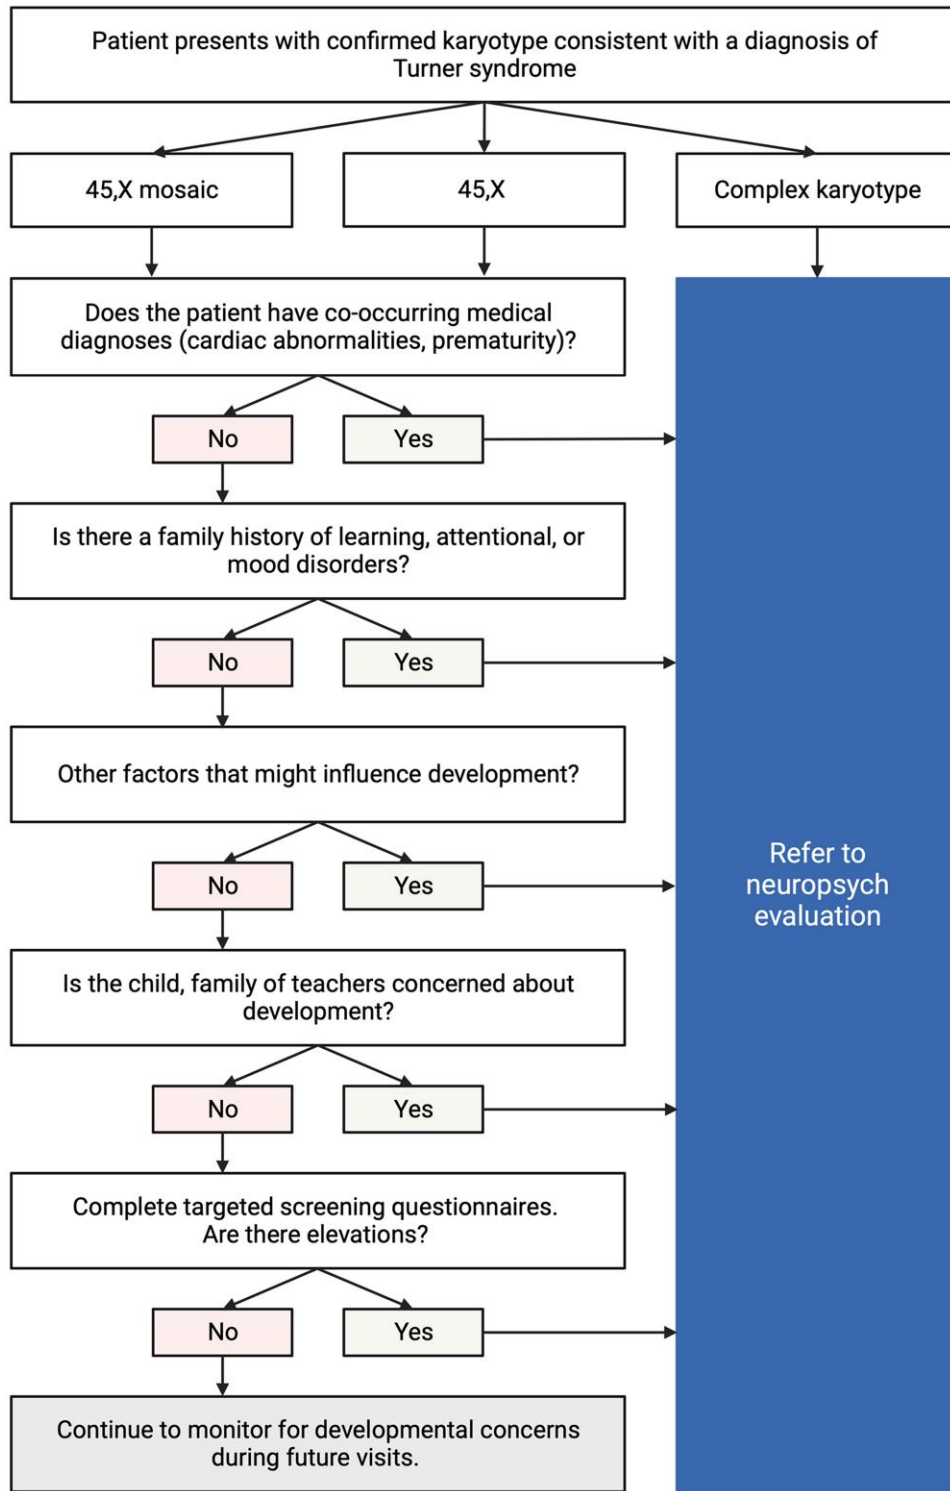 Patient presents with confirmed karyotype consistent with a diagnosis of
Turner syndrome
45,X mosaic
45,X
Complex karyotype
Does the patient have co-occurring medical
diagnoses (cardiac abnormalities, prematurity)?
No
Yes
Is there a family history of learning, attentional, or
mood disorders?
No
Yes
Other factors that might influence development?
No
Yes
Refer to
neuropsych
evaluation
Is the child, family of teachers concerned about
development?
No
Yes
Complete targeted screening questionnaires.
Are there elevations?
No
Yes
Continue to monitor for developmental concerns
during future visits.